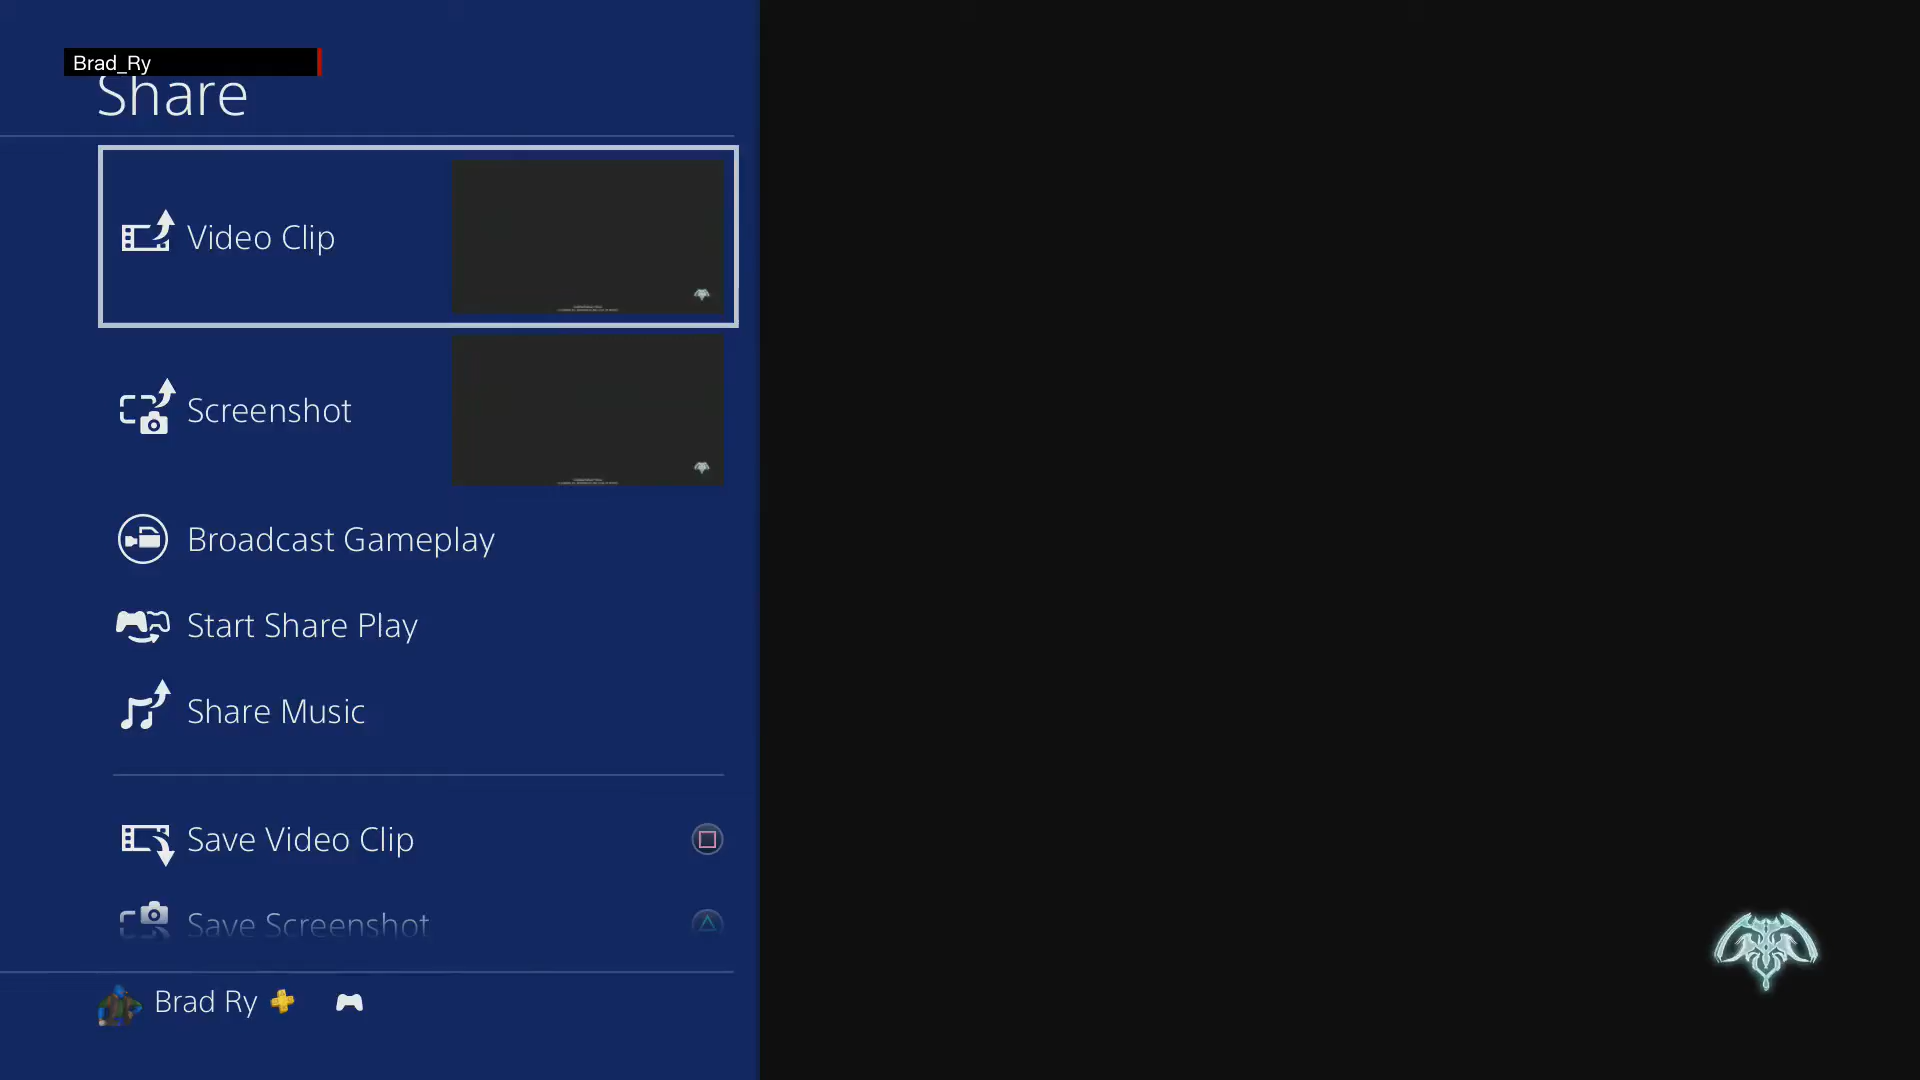 Brad_Ry
Share
Video Clip
Screenshot
Broadcast Gameplay
Start Share Play
Share Music
Save Video Clip
Save Screenshot
Brad Ry